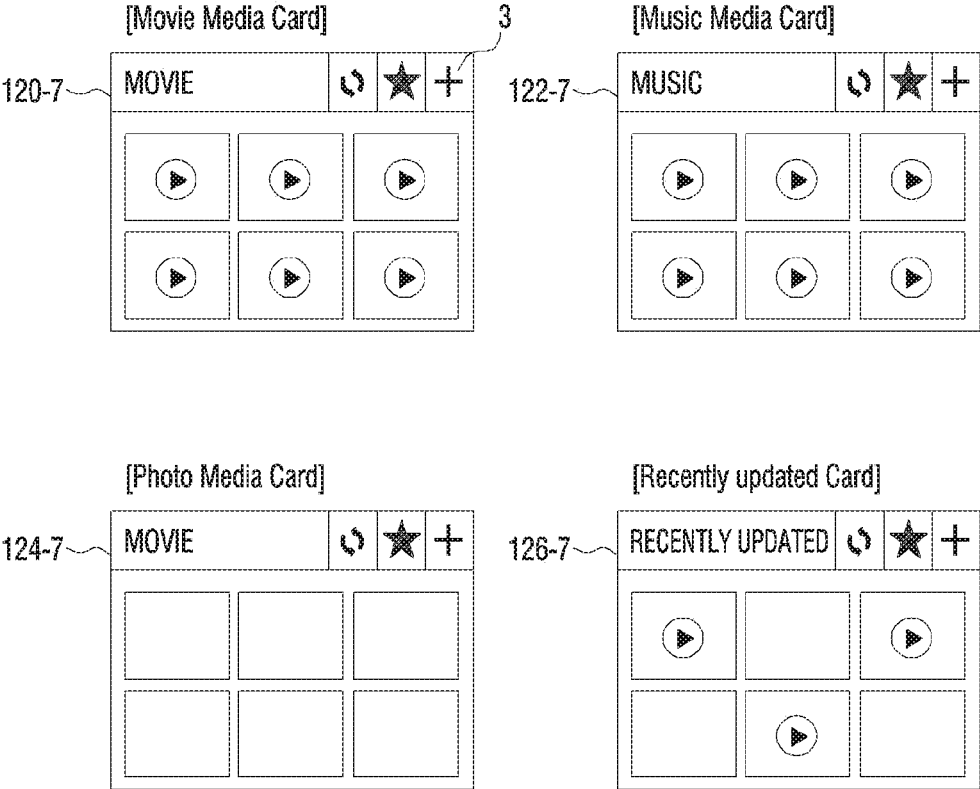 [Movie Media Card]
3
[Music Media Card]
120-7
MOVIE
122-7
MUSIC
[Photo Media Card]
[Recently updated Card]
124-7
MOVIE
126-7
RECENTLY UPDATED